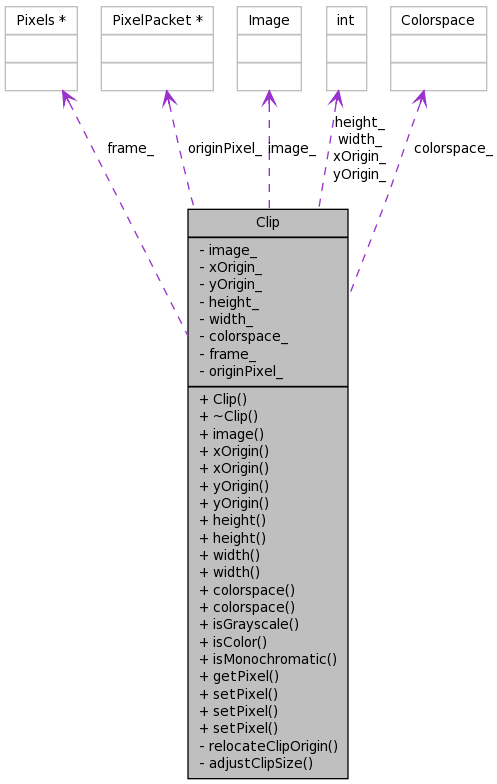 Pixels *
PixelPacket *
Image
int
Colorspace
frame_
originPixel_
image_
height_
width_
xOrigin_
yOrigin_
colorspace_
Clip
- image_
- xOrigin_
- yOrigin_
- height_
- width_
- colorspace_
- frame_
- originPixel_
+ Clip()
+ ~Clip()
+ image()
+ xOrigin()
+ xOrigin()
+ yOrigin()
+ yOrigin()
+ height()
+ height()
+ width()
+ width()
+ colorspace()
+ colorspace()
+ isGrayscale()
+ isColor()
+ isMonochromatic()
+ getPixel()
+ setPixel()
+ setPixel()
+ setPixel()
- relocateClipOrigin()
- adjustClipSize()